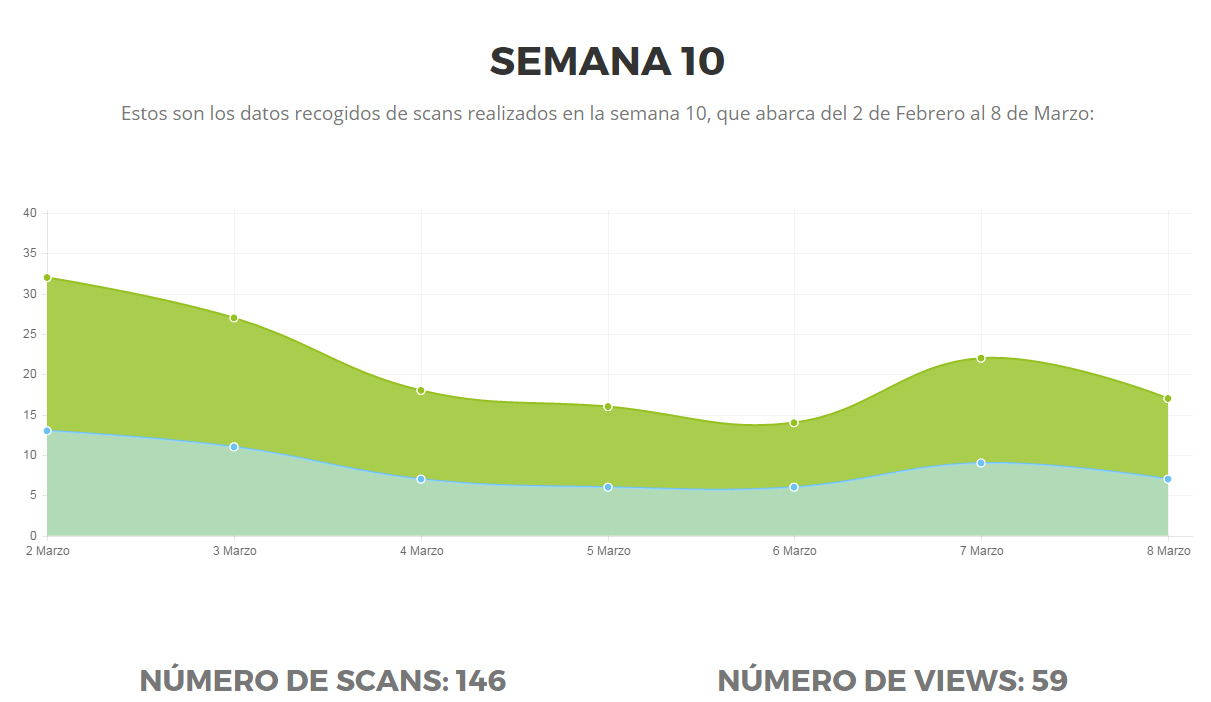 SEMANA 10
Estos son los datos recogidos de scans realizados en la semana 10, que abarca del 2 de Febrero al 8 de Marzo:
40
35
30
25
20
15
10
5
0
2 Marzo 3 Marzo 4 Marzo 5 Marzo 6 Marzo 7 Marzo 8 Marzo
NÚMERO DE SCANS: 146 NÚMERO DE VIEWS: 59